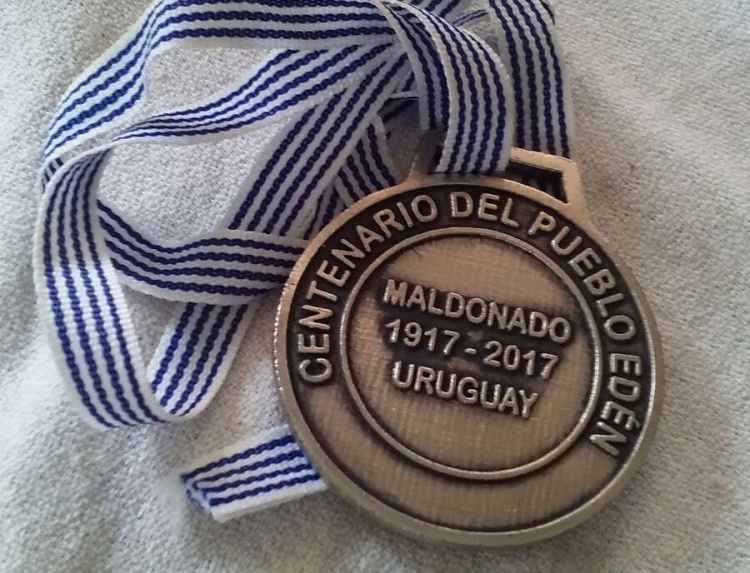 CENTENARIO DEL PUEBLO EDÉN
MALDONADO
1917 - 2017
URUGUAY